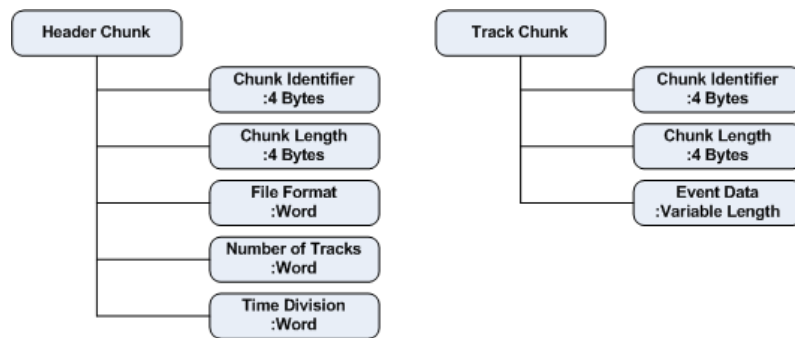 Header Chunk
Chunk Identifier
:4 Bytes
Chunk Length
:4 Bytes
File Format
:Word
Number of Tracks
:Word
Time Division
:Word
Track Chunk
Chunk Identifier
:4 Bytes
Chunk Length
:4 Bytes
Event Data
:Variable Length